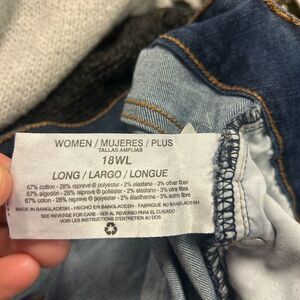 WOMEN / MUJERES / PLUS
TALLAS AMPLIAS
18WL
LONG / LARGO / LONGUE
67% cotton - 28% repreve® polyester - 2% elastane - 3% other fiber
67% algodón - 28% repreve® poliéster - 2% elastano - 3% otra fibra
67% coton - 28% repreve® polyester - 2% élasthanne - 3% autre fibre
MADE IN BANGLADESH - HECHO EN BANGLADESH - FABRIQUE AU BANGLADESH
SEE REVERSE FOR CARE - VER AL REVERSO PARA EL CUIDADO
VOIR LES INSTRUCTIONS D'ENTRETIEN AU DOS